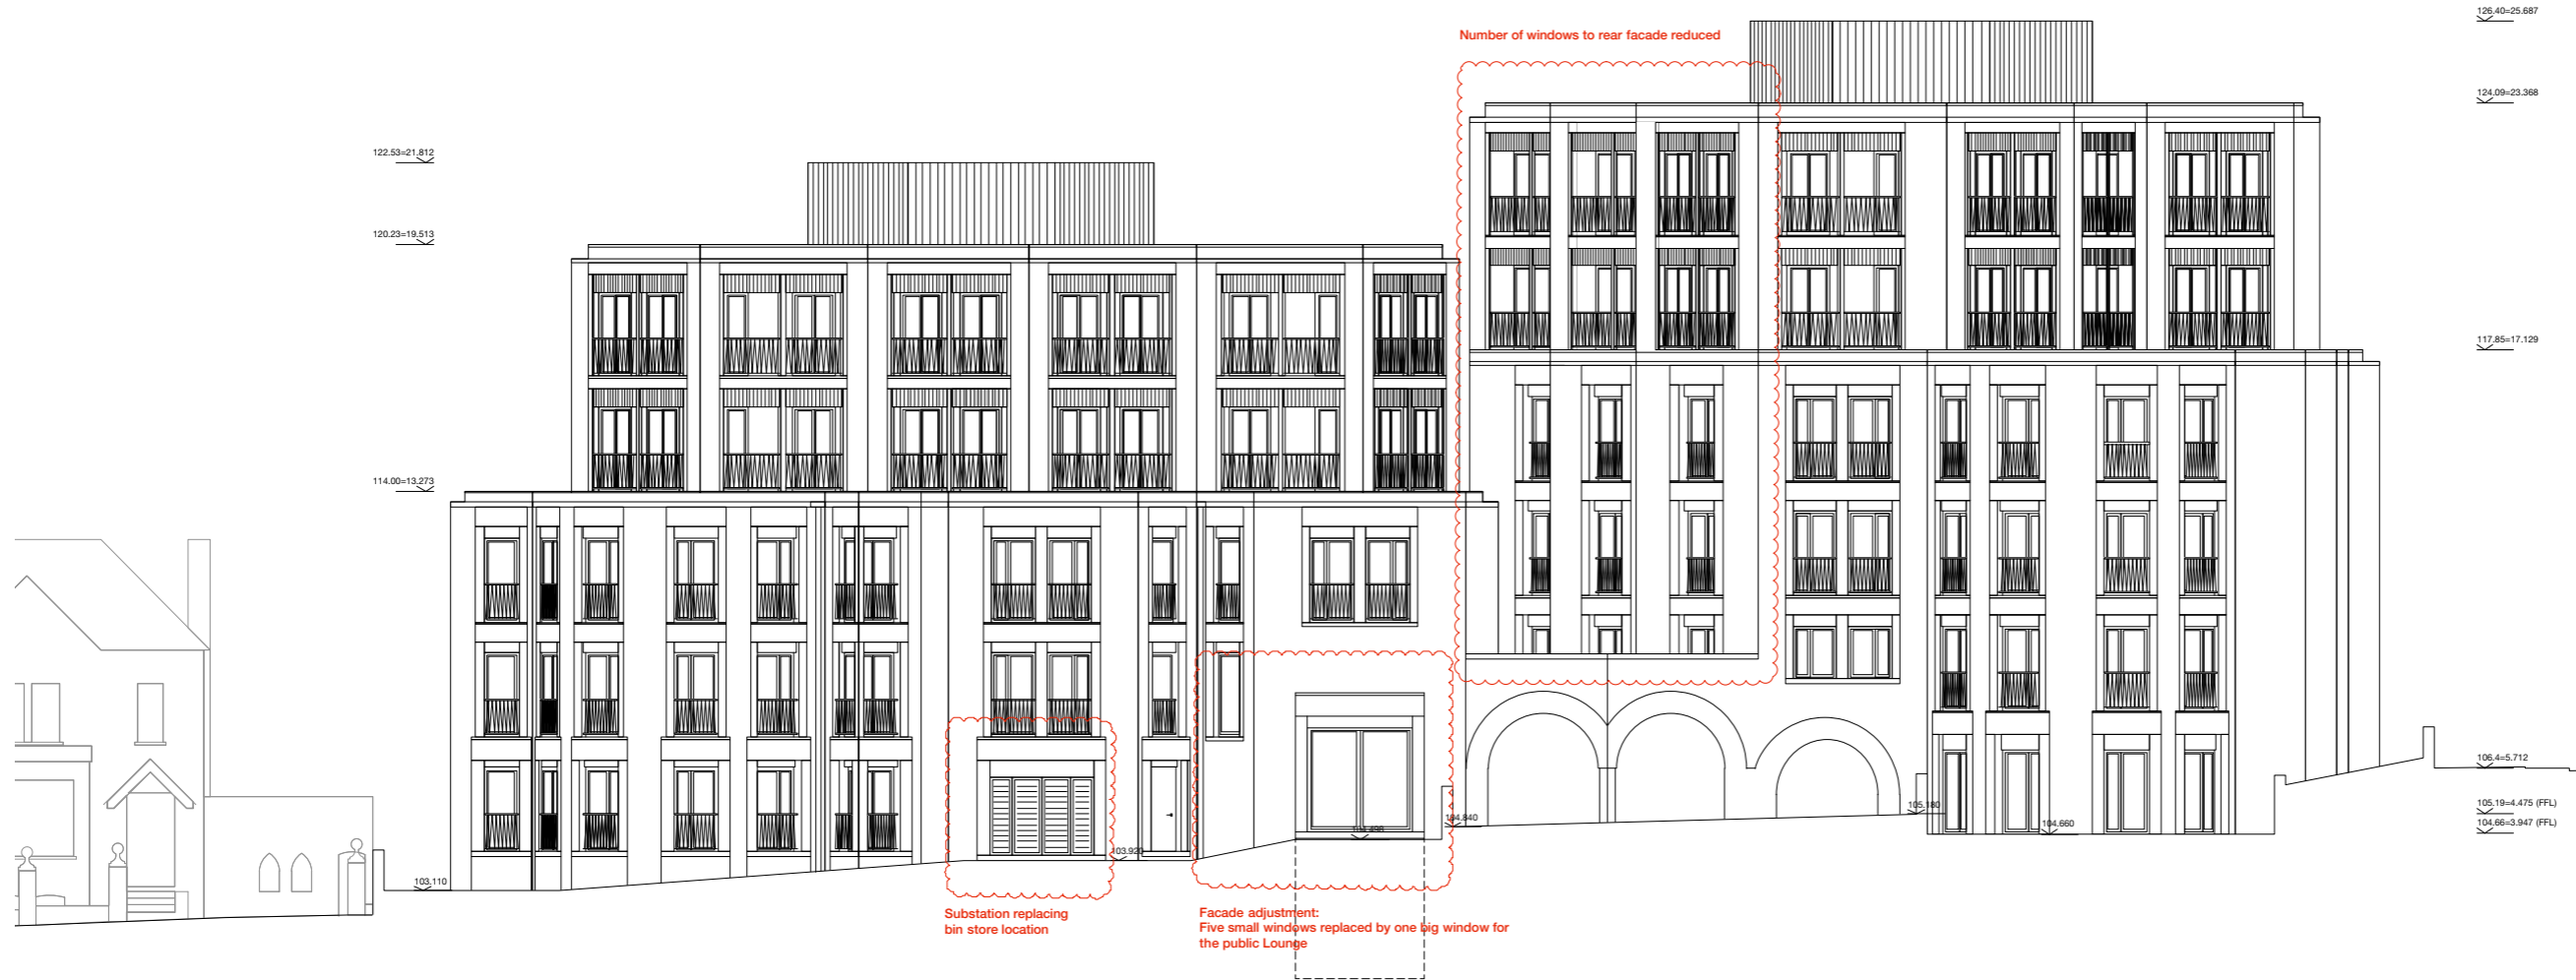 126.40=25.687
Number of windows to rear facade reduced
124.09=23.368
122.53=21.812
120.23=19.513
117.85=17.129
114.00=13.273
106.4=5.712
105.19=4.475 (FFL)
105.180
104.840
104.660
104.66=3.947 (FFL)
104.498
103.920
103.110
Substation replacing
bin store location
Facade adjustment:
Five small windows replaced by one big window for
the public Lounge